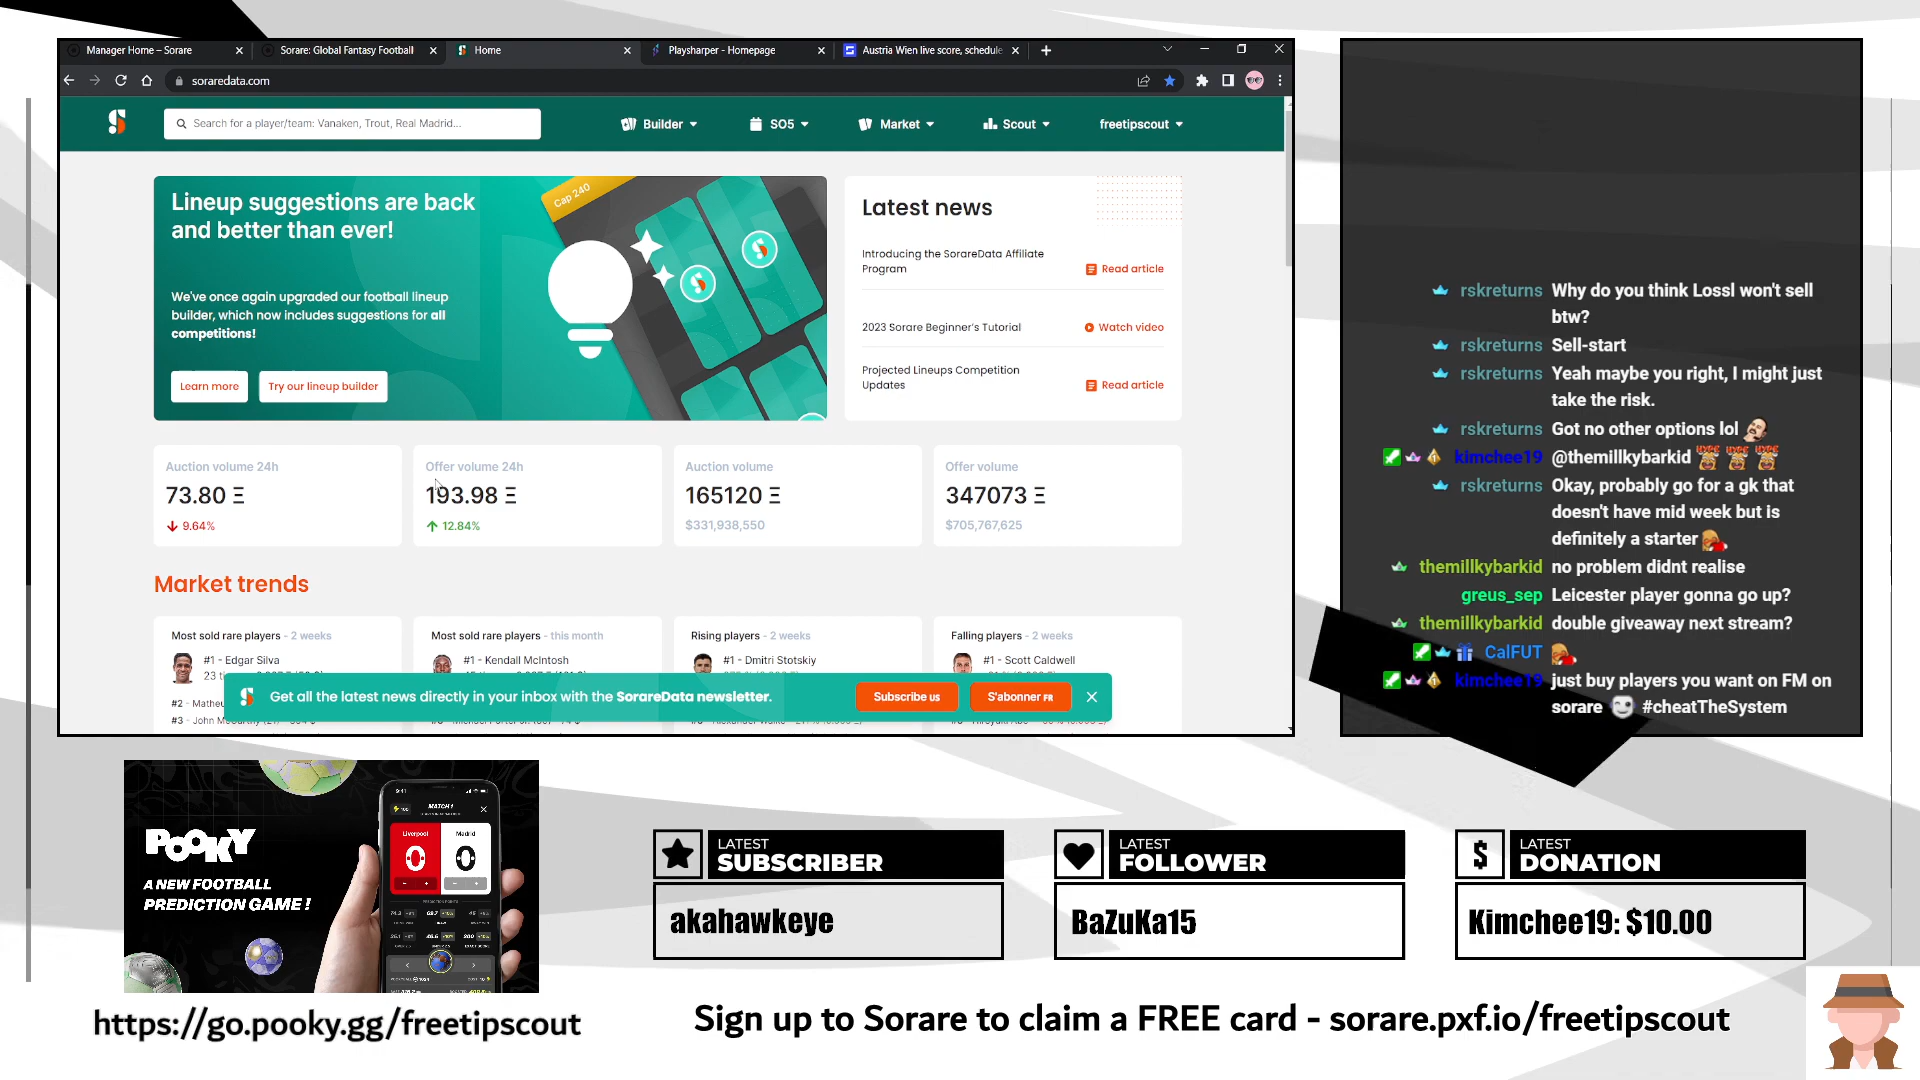 Manager Home – Sorare
Sorare: Global Fantasy Football
Home
Playsharper - Homepage
Austria Wien live score, schedule
soraredata.com
Search for a player/team: Vanaken, Trout, Real Madrid...
Builder
SO5
Market
Scout
freetipscout
Lineup suggestions are back
and better than ever!
We've once again upgraded our football lineup
builder, which now includes suggestions for all
competitions!
Learn more
Try our lineup builder
Cap 240
Latest news
Introducing the SorareData Affiliate
Program
Read article
2023 Sorare Beginner's Tutorial
Watch video
Projected Lineups Competition
Updates
Read article
Auction volume 24h
73.80 Ξ
9.64%
Offer volume 24h
193.98 Ξ
12.84%
Auction volume
165120 Ξ
$331,938,550
Offer volume
347073 Ξ
$705,767,625
Market trends
Most sold rare players - 2 weeks
#1 - Edgar Silva
Most sold rare players - this month
#1 - Kendall McIntosh
Rising players - 2 weeks
#1 - Dmitri Stotskiy
Falling players - 2 weeks
#1 - Scott Caldwell
Get all the latest news directly in your inbox with the SorareData newsletter.
Subscribe US
S'abonner FR
#2 - Matheu
rskreturns Why do you think Lossl won't sell
btw?
rskreturns Sell-start
rskreturns Yeah maybe you right, I might just
take the risk.
rskreturns Got no other options lol
kimchee19 @themillkybarkid
rskreturns Okay, probably go for a gk that
doesn't have mid week but is
definitely a starter
themillkybarkid no problem didnt realise
greus_sep Leicester player gonna go up?
themillkybarkid double giveaway next stream?
CalFUT
kimchee19 just buy players you want on FM on
sorare #cheatTheSystem
POOKY
A NEW FOOTBALL
PREDICTION GAME!
9:41
MATCH 1
Liverpool
Madrid
0
0
LATEST
SUBSCRIBER
akahawkeye
LATEST
FOLLOWER
BaZuKa15
LATEST
DONATION
Kimchee19: $10.00
https://go.pooky.gg/freetipscout
Sign up to Sorare to claim a FREE card - sorare.pxf.io/freetipscout